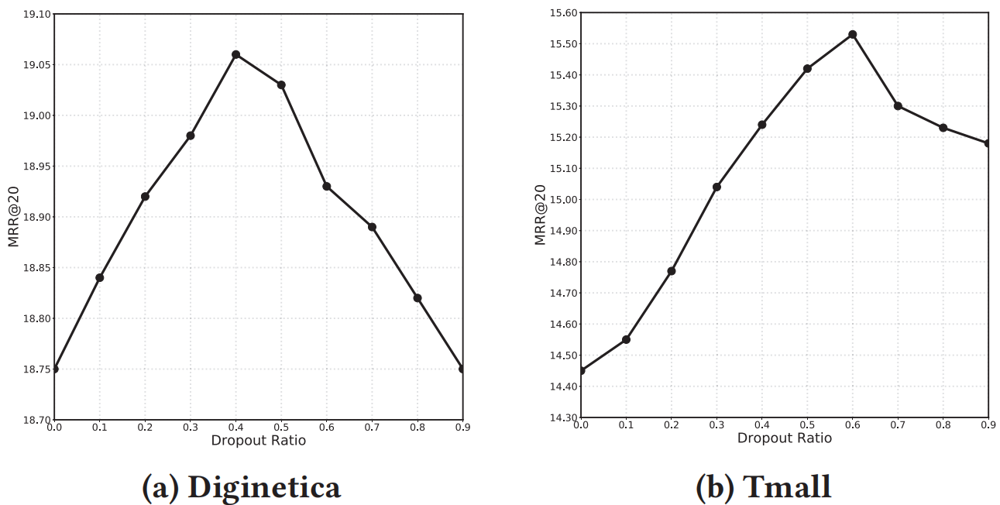 19.10
19.05
19.00
18.95
18.90
18.85
18.80
18.75
18.70
MRR@20
0.0 0.1 0.2 0.3 0.4 0.5 0.6 0.7 0.8 0.9
Dropout Ratio
(a) Diginetica
15.60
15.50
15.40
15.30
15.20
15.10
15.00
14.90
14.80
14.70
14.60
14.50
14.40
14.30
MRR@20
0.0 0.1 0.2 0.3 0.4 0.5 0.6 0.7 0.8 0.9
Dropout Ratio
(b) Tmall